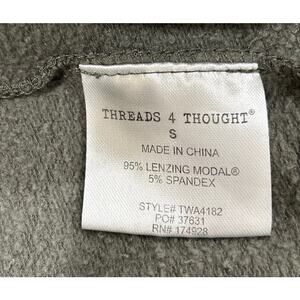 THREADS 4 THOUGHT®
S
MADE IN CHINA
95% LENZING MODAL®
5% SPANDEX
STYLE# TWA4182
PO# 37631
RN# 174928